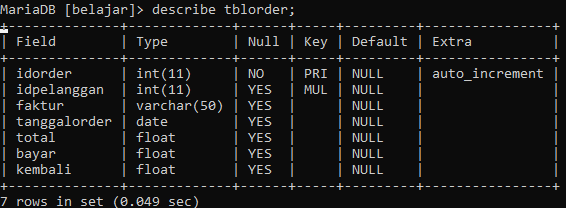 MariaDB [belajar]> describe tblorder;
+--------------+-------------+------+-----+---------+----------------+
| Field        | Type        | Null | Key | Default | Extra          |
+--------------+-------------+------+-----+---------+----------------+
| idorder      | int(11)     | NO   | PRI | NULL    | auto_increment |
| idpelanggan  | int(11)     | YES  | MUL | NULL    |                |
| faktur       | varchar(50) | YES  |     | NULL    |                |
| tanggalorder | date        | YES  |     | NULL    |                |
| total        | float       | YES  |     | NULL    |                |
| bayar        | float       | YES  |     | NULL    |                |
| kembali      | float       | YES  |     | NULL    |                |
+--------------+-------------+------+-----+---------+----------------+
7 rows in set (0.049 sec)